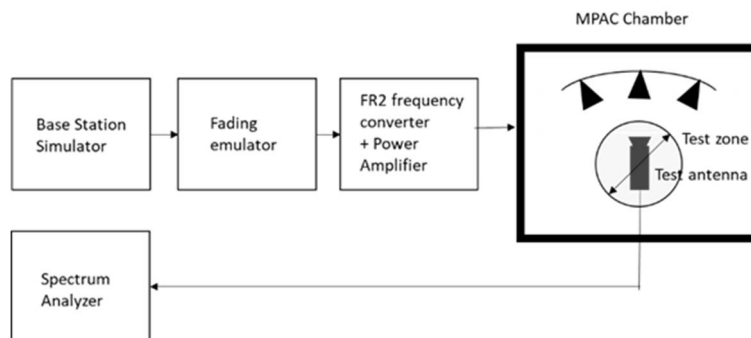 MPAC Chamber
Base Station
Simulator
Fading
emulator
FR2 frequency
converter
+ Power
Amplifier
Test zone
Test antenna
Spectrum
Analyzer